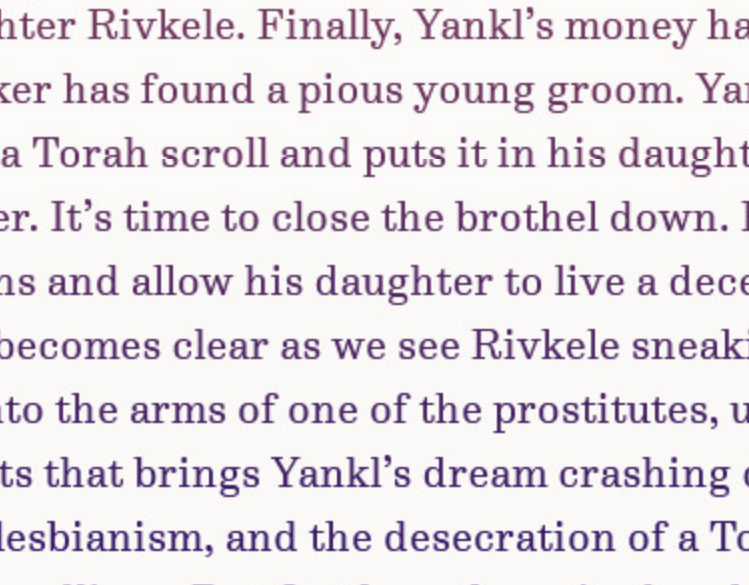 hter Rivkele. Finally, Yankl’s money ha
ker has found a pious young groom. Yan
a Torah scroll and puts it in his daught
er. It’s time to close the brothel down.
ns and allow his daughter to live a dece
becomes clear as we see Rivkele sneaki
nto the arms of one of the prostitutes, u
ts that brings Yankl’s dream crashing
lesbianism, and the desecration of a To